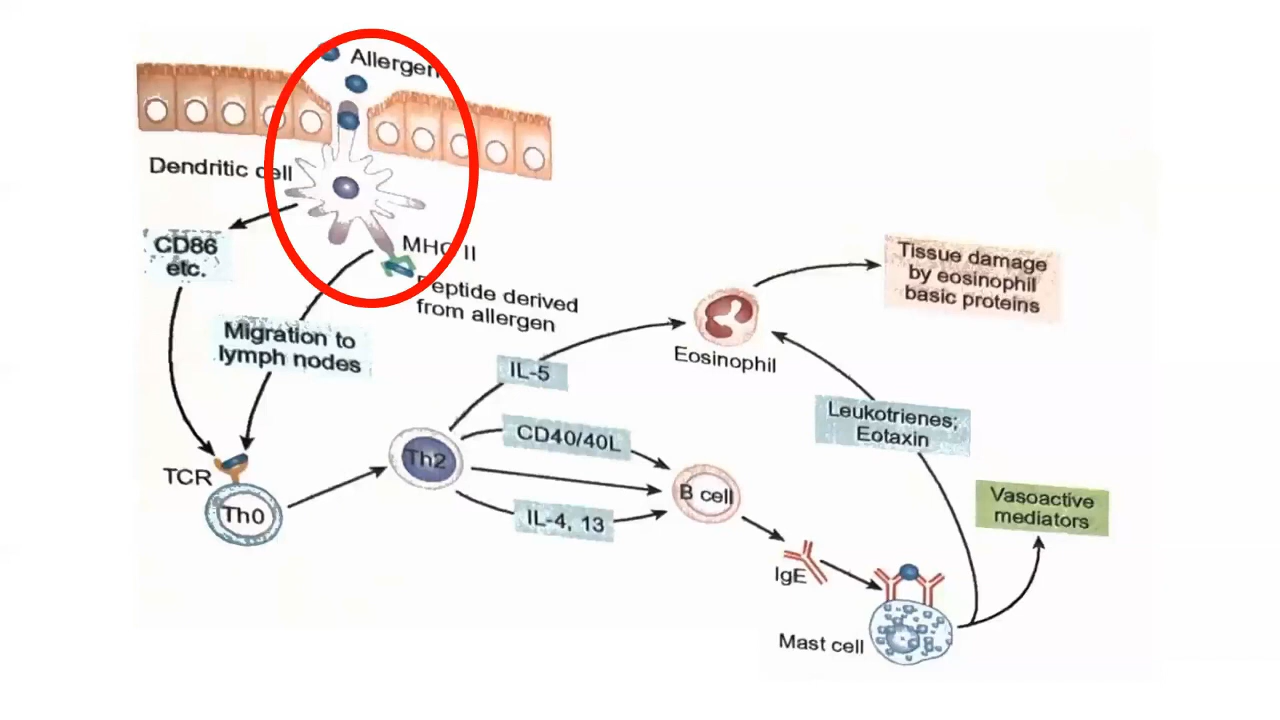 Allergen
Dendritic cell
CD86
etc.
MHC II
Peptide derived
from allergen
Migration to
lymph nodes
TCR
Th0
Th2
IL-5
CD40/40L
IL-4, 13
B cell
Eosinophil
Tissue damage
by eosinophil
basic proteins
Leukotrienes;
Eotaxin
Vasoactive
mediators
IgE
Mast cell